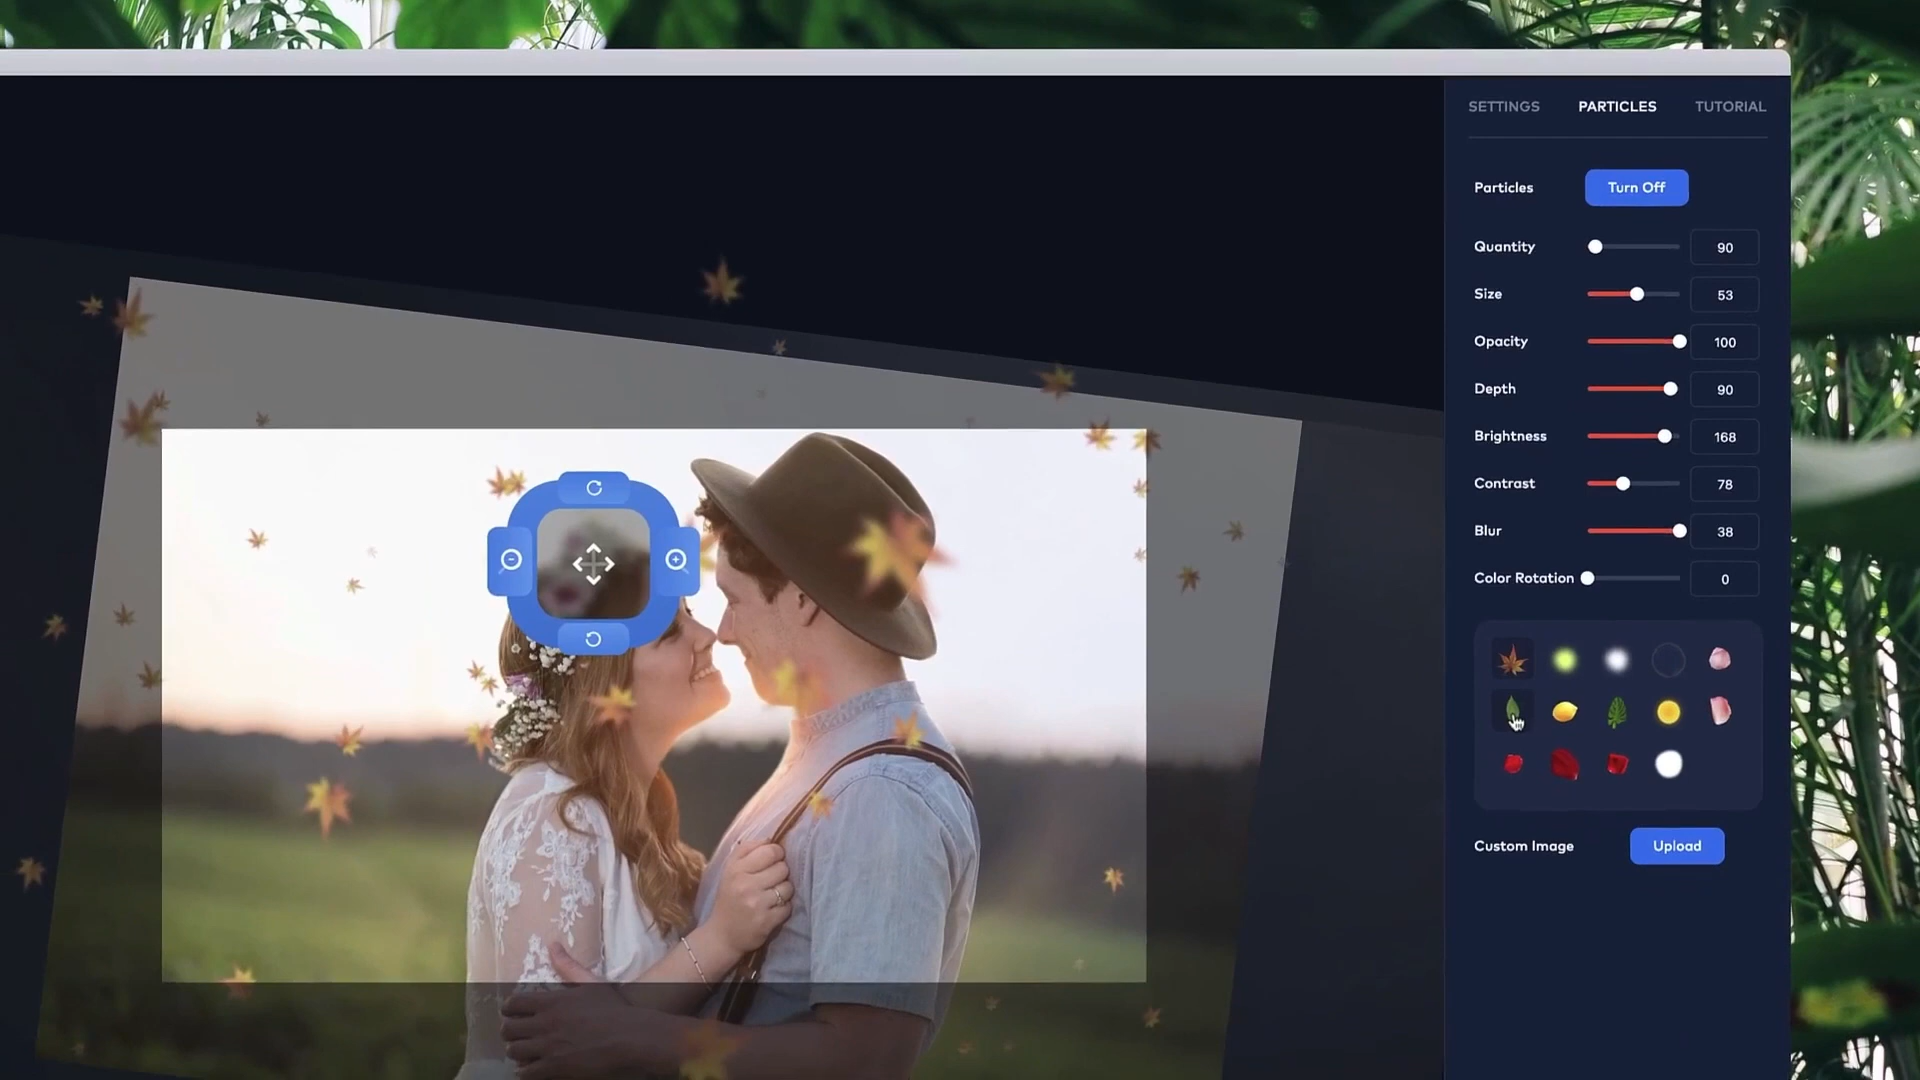 SETTINGS PARTICLES TUTORIAL
Particles Turn Off
Quantity 90
Size 53
Opacity 100
Depth 90
Brightness 168
Contrast 78
Blur 38
Color Rotation 0
Custom Image Upload